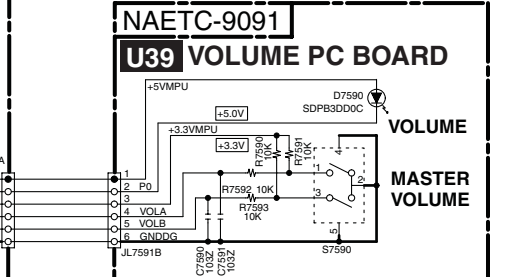 NAETC-9091
U39 VOLUME PC BOARD
+5VMPU
D7590
SDPB3DD0C
+5.0V
VOLUME
+3.3VMPU
+3.3V
R7590
10K
R7591
10K
4
1
2
3
5
MASTER
VOLUME
1
2 P0
3
4 VOLA
5 VOLB
6 GNDDG
R7592 10K
R7593
10K
JL7591B
C7590
103Z
C7591
103Z
S7590
A